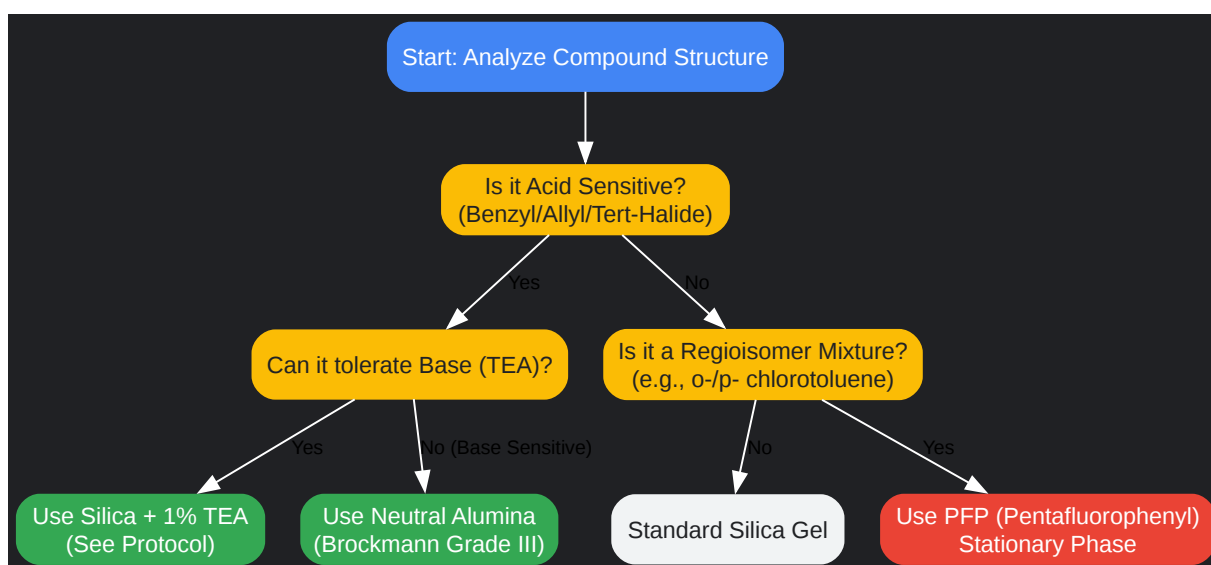 Start: Analyze Compound Structure
Is it Acid Sensitive?
(Benzyl/Allyl/Tert-Halide)
Yes
No
Can it tolerate Base (TEA)?
Is it a Regioisomer Mixture?
(e.g., o-/p- chlorotoluene)
Yes
No (Base Sensitive)
No
Yes
Use Silica + 1% TEA
(See Protocol)
Use Neutral Alumina
(Brockmann Grade III)
Standard Silica Gel
Use PFP (Pentafluorophenyl)
Stationary Phase